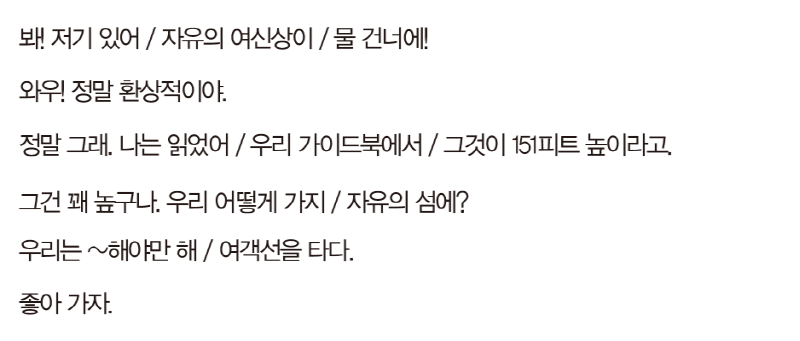 봐! 저기 있어 / 자유의 여신상이 / 물 건너에!
와우! 정말 환상적이야.
정말 그래. 나는 읽었어 / 우리 가이드북에서 / 그것이 151피트 높이라고.
그건 꽤 높구나. 우리 어떻게 가지 / 자유의 섬에?
우리는 ~해야만 해 / 여객선을 타다.
좋아 가자.